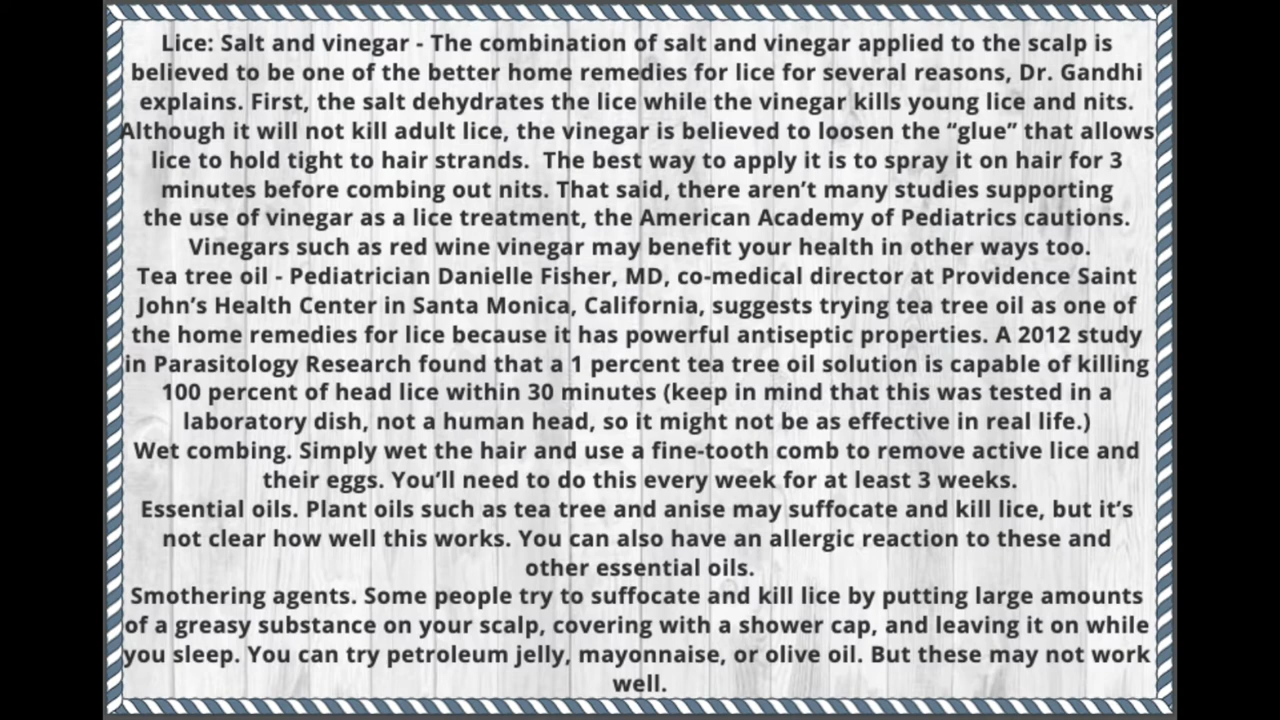 Lice: Salt and vinegar - The combination of salt and vinegar applied to the scalp is
believed to be one of the better home remedies for lice for several reasons, Dr. Gandhi
explains. First, the salt dehydrates the lice while the vinegar kills young lice and nits.
Although it will not kill adult lice, the vinegar is believed to loosen the “glue” that allows
lice to hold tight to hair strands.  The best way to apply it is to spray it on hair for 3
minutes before combing out nits. That said, there aren’t many studies supporting
the use of vinegar as a lice treatment, the American Academy of Pediatrics cautions.
Vinegars such as red wine vinegar may benefit your health in other ways too.
Tea tree oil - Pediatrician Danielle Fisher, MD, co-medical director at Providence Saint
John’s Health Center in Santa Monica, California, suggests trying tea tree oil as one of
the home remedies for lice because it has powerful antiseptic properties. A 2012 study
in Parasitology Research found that a 1 percent tea tree oil solution is capable of killing
100 percent of head lice within 30 minutes (keep in mind that this was tested in a
laboratory dish, not a human head, so it might not be as effective in real life.)
Wet combing. Simply wet the hair and use a fine-tooth comb to remove active lice and
their eggs. You’ll need to do this every week for at least 3 weeks.
Essential oils. Plant oils such as tea tree and anise may suffocate and kill lice, but it’s
not clear how well this works. You can also have an allergic reaction to these and
other essential oils.
Smothering agents. Some people try to suffocate and kill lice by putting large amounts
of a greasy substance on your scalp, covering with a shower cap, and leaving it on while
you sleep. You can try petroleum jelly, mayonnaise, or olive oil. But these may not work
well.